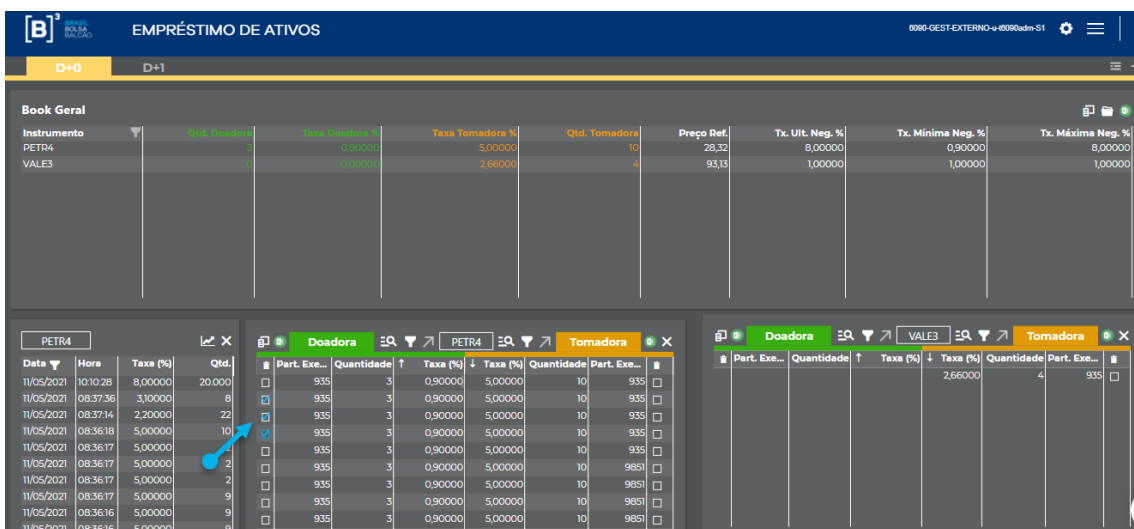 [B]³ BRASIL BOLSA BALCÃO EMPRÉSTIMO DE ATIVOS 6090-GEST-EXTERNO-u-t6090adm-S1
D+0 D+1
Book Geral
Instrumento Qtd. Doadora Taxa Doadora % Taxa Tomadora % Qtd. Tomadora Preço Ref. Tx. Ult. Neg. % Tx. Mínima Neg. % Tx. Máxima Neg. %
PETR4 3 0,90000 5,00000 10 28,32 8,00000 0,90000 8,00000
VALE3 0 0,00000 2,66000 4 93,13 1,00000 1,00000 1,00000
PETR4
Data Hora Taxa (%) Qtd.
11/05/2021 10:10:28 8,00000 20.000
11/05/2021 08:37:36 3,10000 8
11/05/2021 08:37:14 2,20000 22
11/05/2021 08:36:18 5,00000 10
11/05/2021 08:36:17 5,00000 2
11/05/2021 08:36:17 5,00000 2
11/05/2021 08:36:17 5,00000 2
11/05/2021 08:36:17 5,00000 9
11/05/2021 08:36:16 5,00000 9
11/05/2021 08:36:16 5,00000 9
Doadora PETR4 Tomadora
Part. Exe... Quantidade ↑ Taxa (%) ↓ Taxa (%) Quantidade Part. Exe...
935 3 0,90000 5,00000 10 935
935 3 0,90000 5,00000 10 935
935 3 0,90000 5,00000 10 935
935 3 0,90000 5,00000 10 935
935 3 0,90000 5,00000 10 935
935 3 0,90000 5,00000 10 9851
935 3 0,90000 5,00000 10 9851
935 3 0,90000 5,00000 10 9851
935 3 0,90000 5,00000 10 9851
Doadora VALE3 Tomadora
Part. Exe... Quantidade ↑ Taxa (%) ↓ Taxa (%) Quantidade Part. Exe...
2,66000 4 935